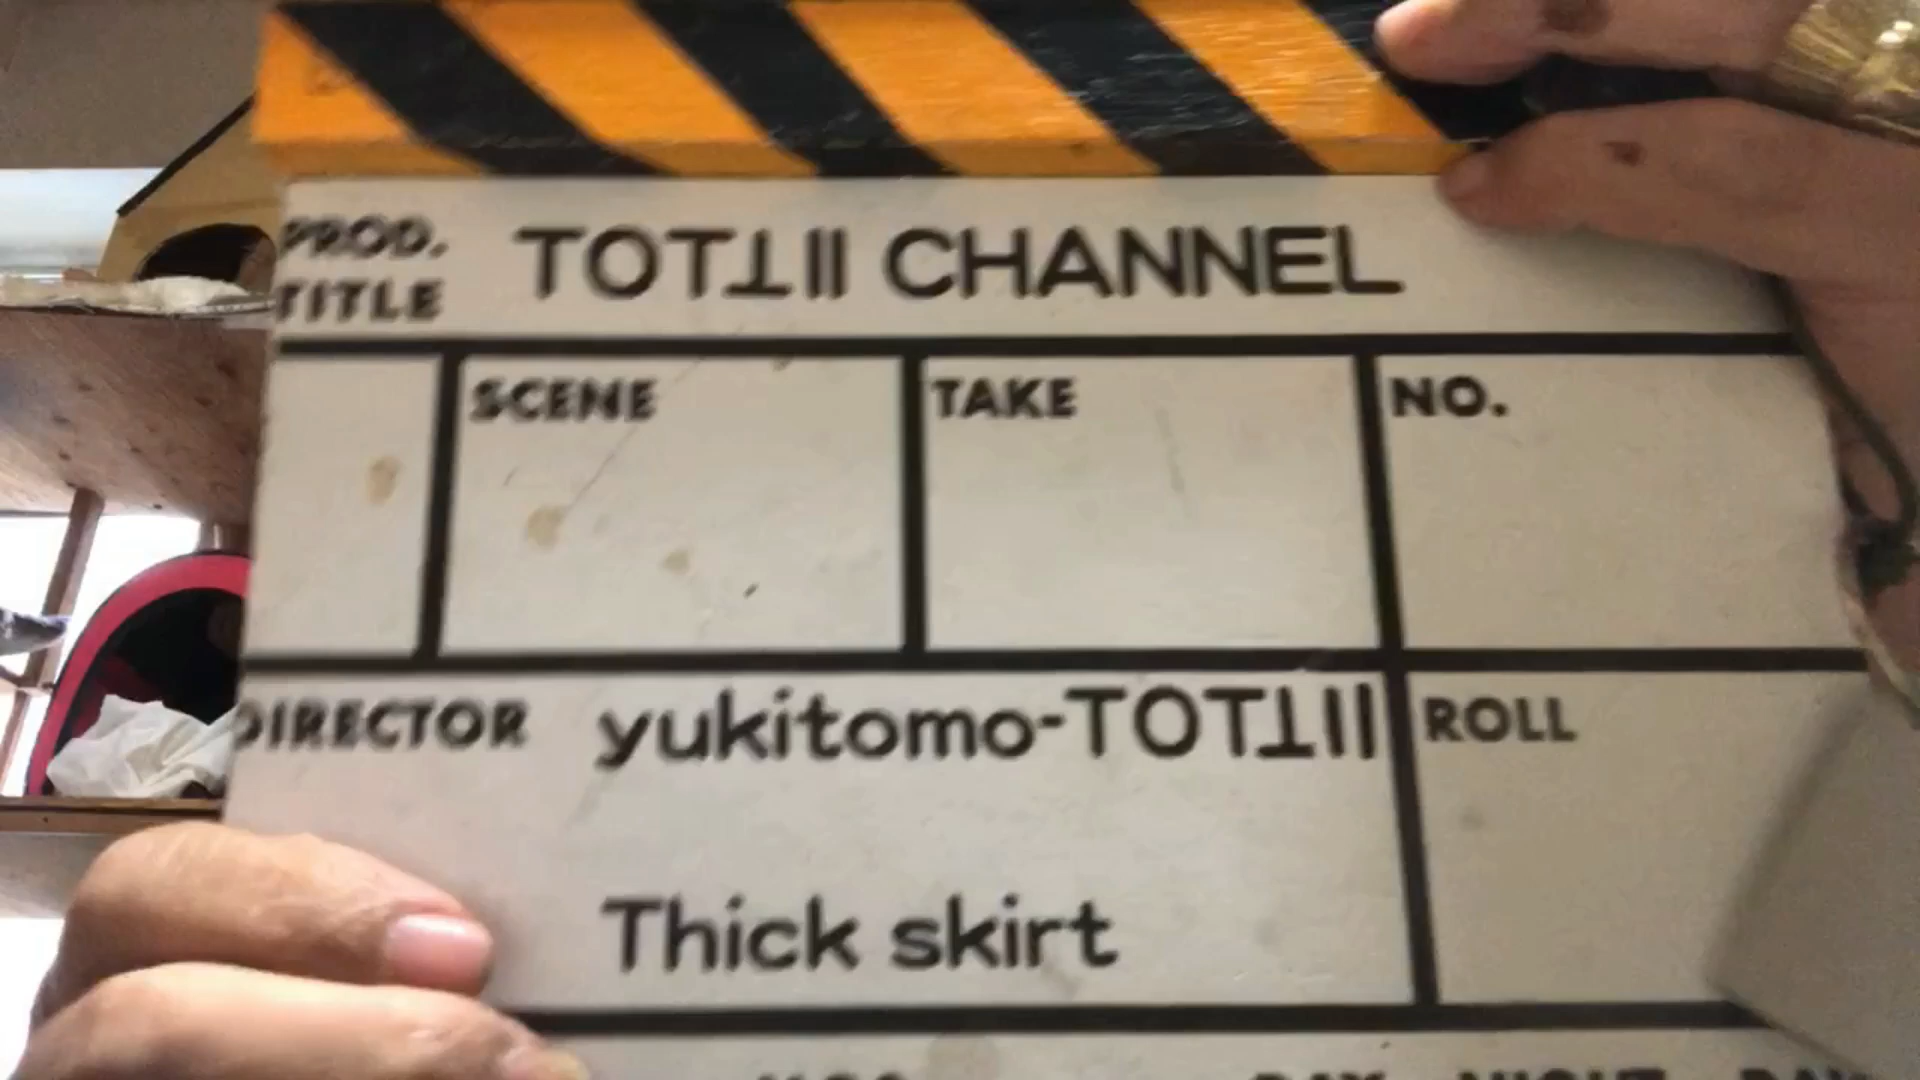 PROD.
TITLE
TOT⊥II CHANNEL
SCENE
TAKE
NO.
DIRECTOR
yukitomo-TOT⊥II
ROLL
Thick skirt